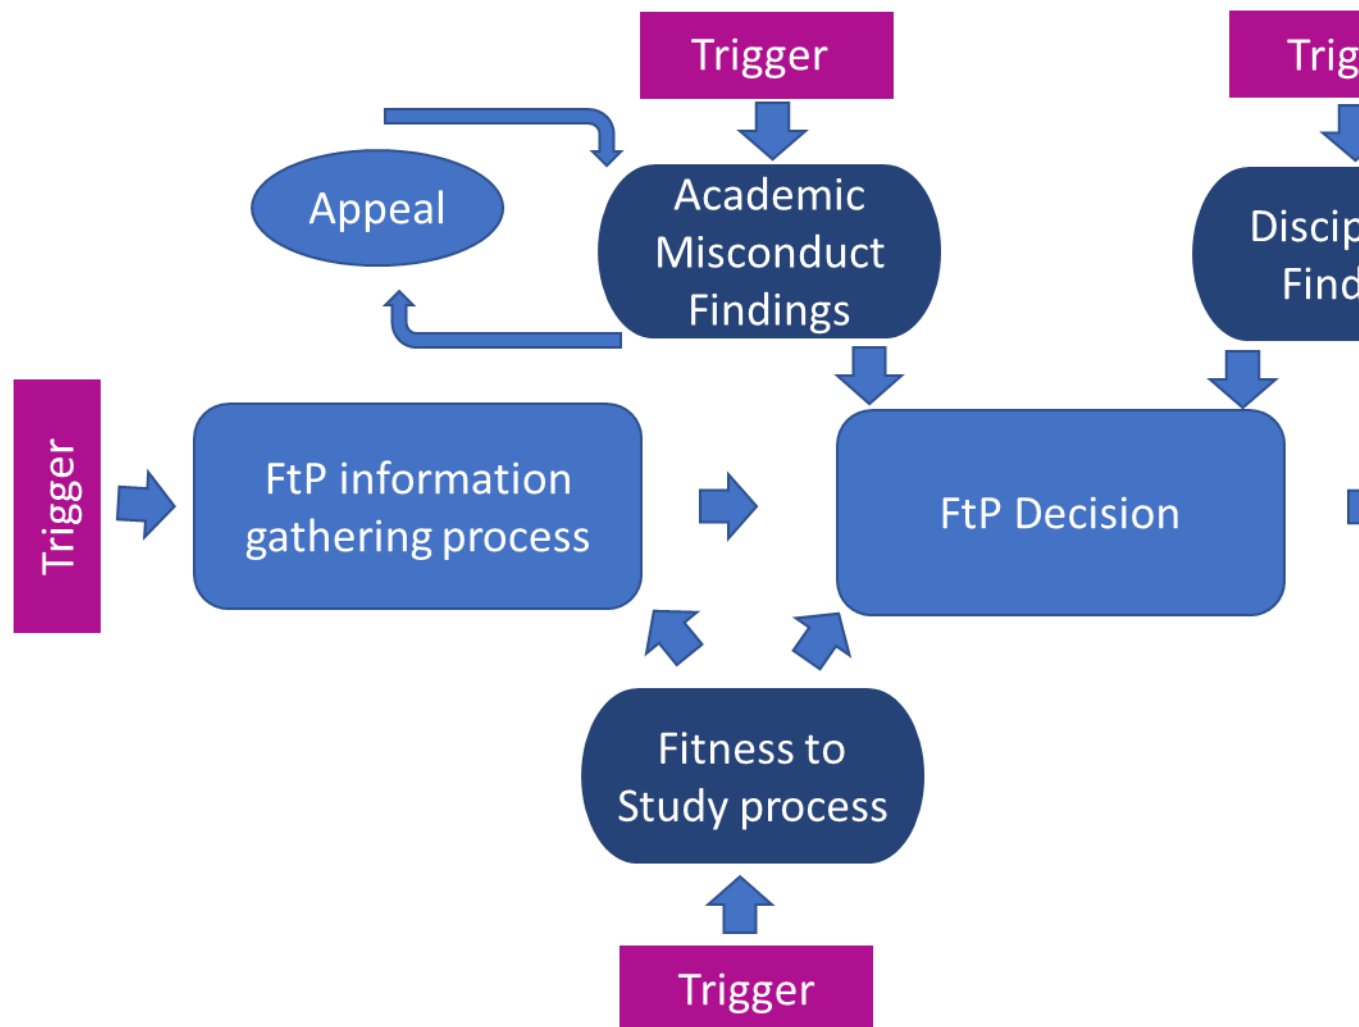 Trigger
Appeal
Academic
Misconduct
Findings
Trigger
FtP information
gathering process
FtP Decision
Fitness to
Study process
Trigger